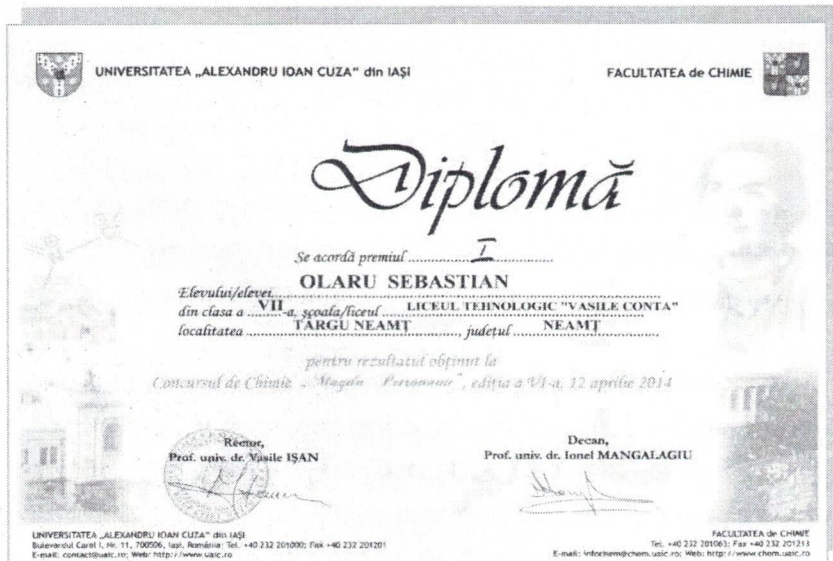 UNIVERSITATEA „ALEXANDRU IOAN CUZA“ din IAȘI
FACULTATEA de CHIMIE
Diplomă
Se acordă premiul ..................I..................
Elevului/elevei OLARU SEBASTIAN
din clasa a VII-a, școala/liceul LICEUL TEHNOLOGIC "VASILE CONTA"
localitatea TÂRGU NEAMȚ, județul NEAMȚ
pentru rezultatul obținut la
Concursul de Chimie „Magda Petrovanu”, ediția a VI-a, 12 aprilie 2014
Rector,
Prof. univ. dr. Vasile IȘAN
Decan,
Prof. univ. dr. Ionel MANGALAGIU
UNIVERSITATEA „ALEXANDRU IOAN CUZA“ din IAȘI
Bulevardul Carol I, Nr. 11, 700506, Iași, România; Tel. +40 232 201000; Fax +40 232 201201
E-mail: contact@uaic.ro; Web: http://www.uaic.ro
FACULTATEA de CHIMIE
Tel. +40 232 201063; Fax +40 232 201313
E-mail: infochem@chem.uaic.ro; Web: http://www.chem.uaic.ro